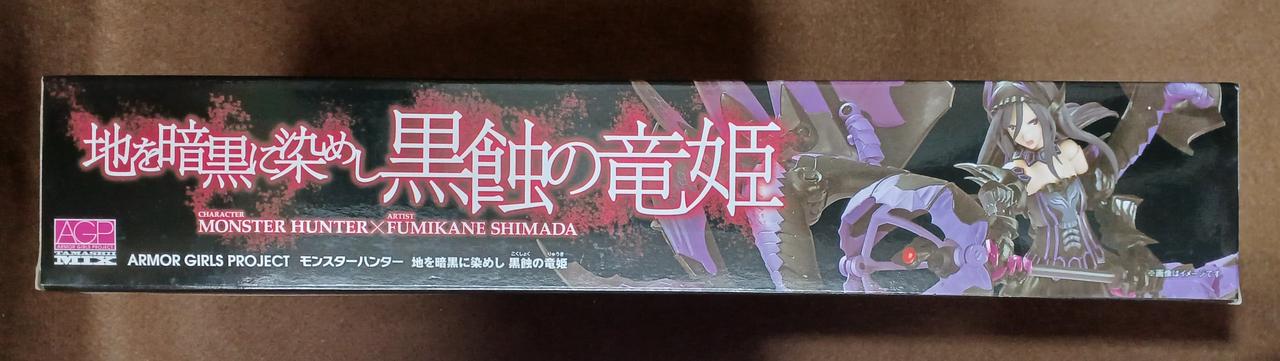 地を暗黒に染めし黒蝕の竜姫
CHARACTER ARTIST
MONSTER HUNTER×FUMIKANE SHIMADA
AGP
ARMOR GIRLS PROJECT
TAMASHII
MIX
こくしょく りゅうき
ARMOR GIRLS PROJECT モンスターハンター 地を暗黒に染めし 黒蝕の竜姫
※画像はイメージです